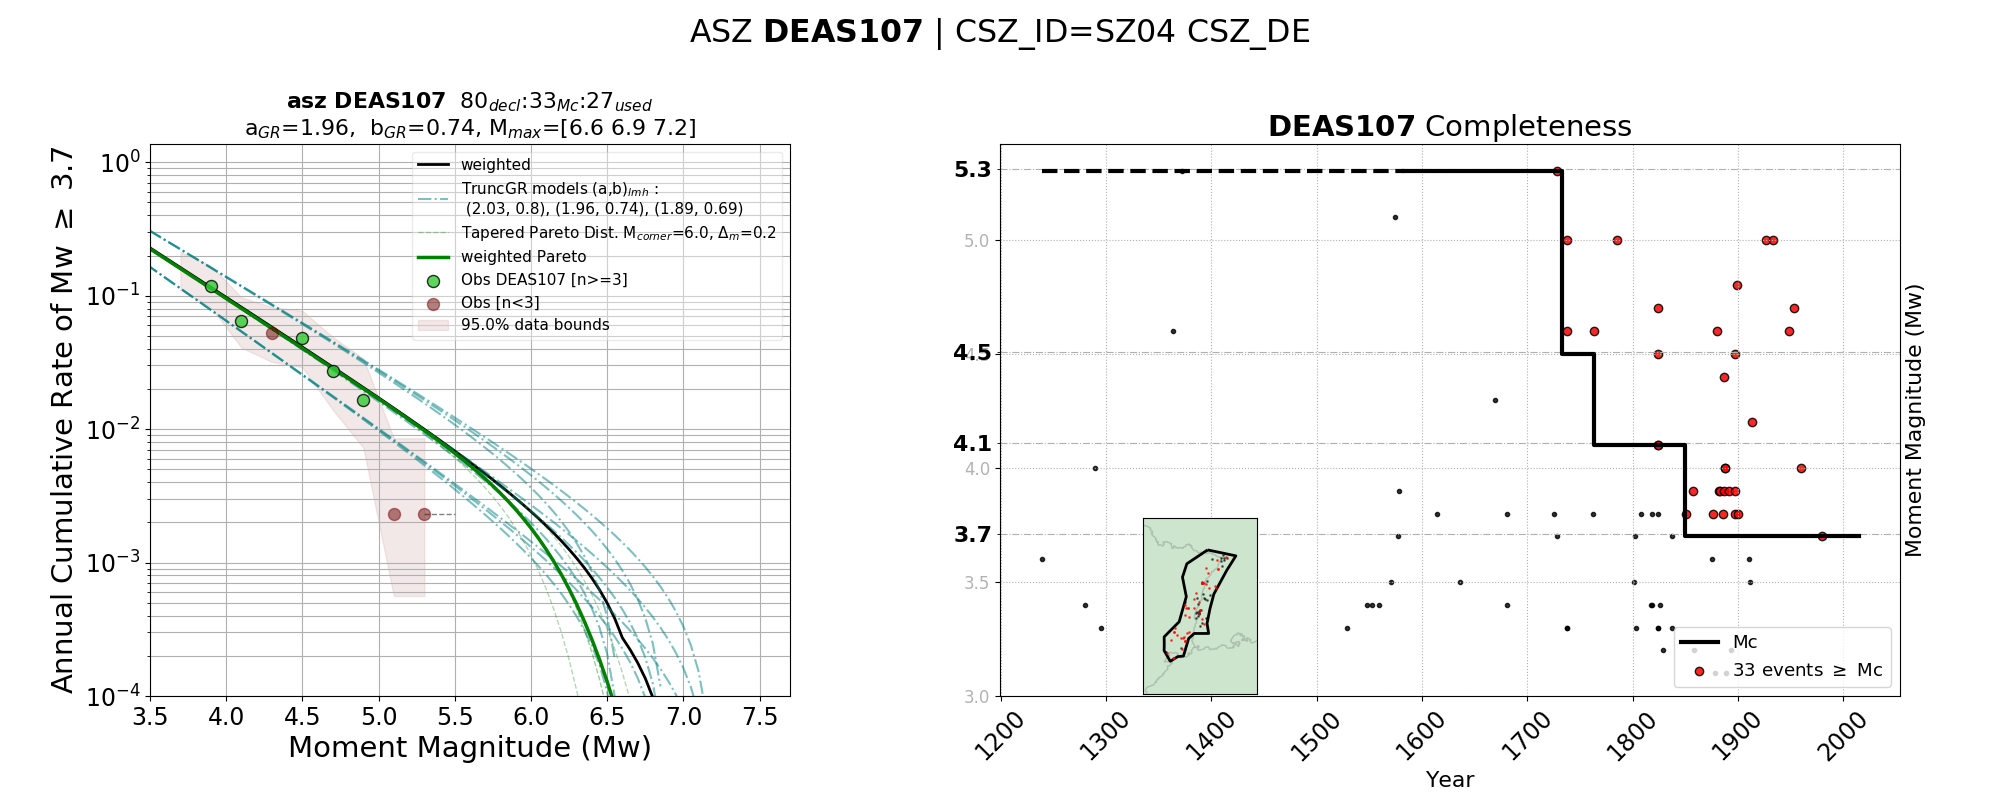 ASZ DEAS107 | CSZ_ID=SZ04 CSZ_DE
asz DEAS107 80decl:33Mc:27used
aGR=1.96, bGR=0.74, Mmax=[6.6 6.9 7.2]
Annual Cumulative Rate of Mw ≥ 3.7
10^0
10^-1
10^-2
10^-3
10^-4
weighted
TruncGR models (a,b)lmh :
(2.03, 0.8), (1.96, 0.74), (1.89, 0.69)
Tapered Pareto Dist. Mcorner=6.0, Δm=0.2
weighted Pareto
Obs DEAS107 [n>=3]
Obs [n<3]
95.0% data bounds
3.5 4.0 4.5 5.0 5.5 6.0 6.5 7.0 7.5
Moment Magnitude (Mw)
DEAS107 Completeness
5.3
5.0
4.5
4.5
4.1
4.0
3.7
3.5
3.0
Moment Magnitude (Mw)
Mc
33 events ≥ Mc
1200 1300 1400 1500 1600 1700 1800 1900 2000
Year